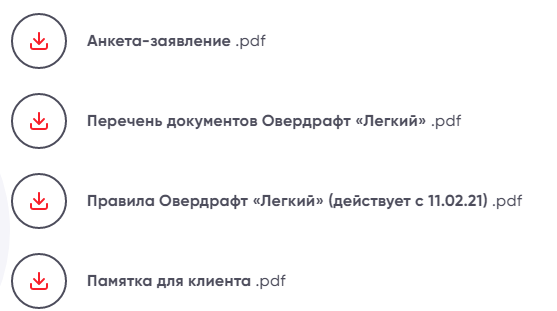 Анкета-заявление .pdf
Перечень документов Овердрафт «Легкий» .pdf
Правила Овердрафт «Легкий» (действует с 11.02.21) .pdf
Памятка для клиента .pdf